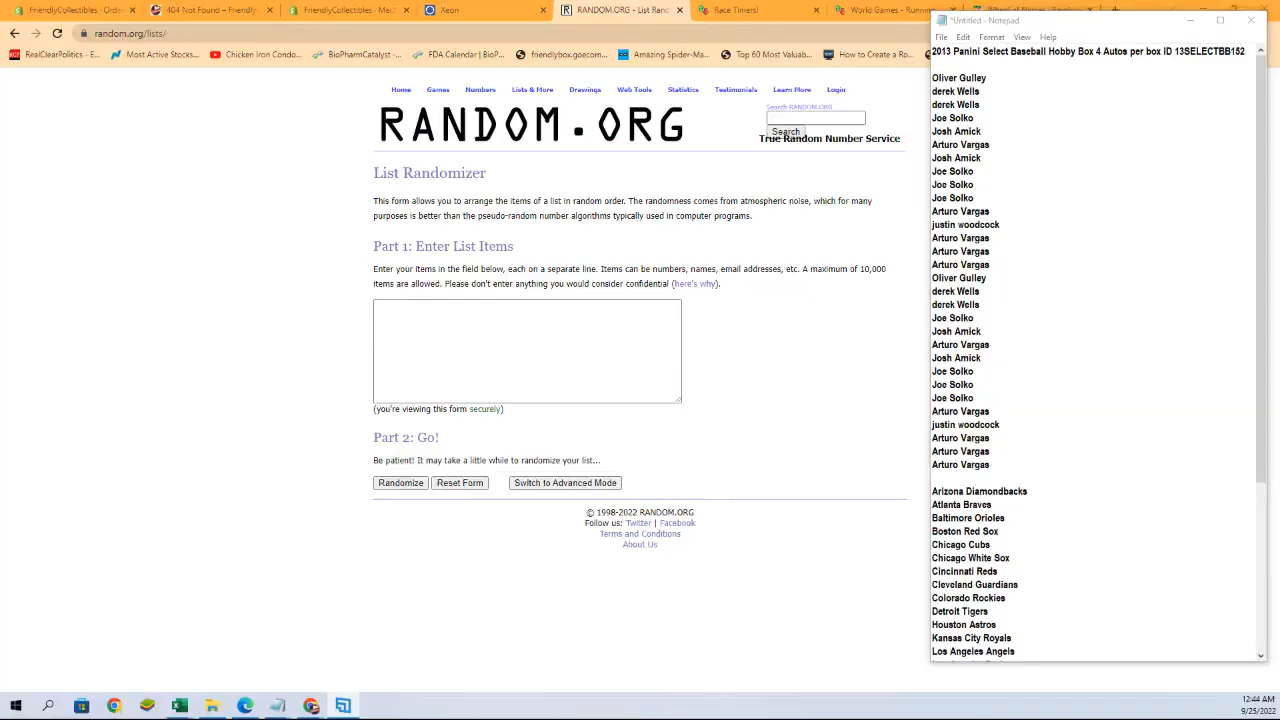 FriendlyCollectibles - Order
404 Not Found – FriendlyC
FriendlyCollectibles - Mec
Xeon
RANDOM.ORG - List Rand
Race Timers!
World Games - Runn
random.org/lists/
RealClearPolitics - E...
Most Active Stocks...
Chicken Iron Condo...
BioPharmCatalyst -...
FDA Calendar | BioP...
friendlybox.goecom...
Amazing Spider-Ma...
Top 60 Most Valuab...
How to Create a Ro...
Home
Games
Numbers
Lists & More
Drawings
Web Tools
Statistics
Testimonials
Learn More
Login
RANDOM.ORG
Search RANDOM.ORG
Search
True Random Number Service
List Randomizer
This form allows you to arrange the items of a list in random order. The randomness comes from atmospheric noise, which for many
purposes is better than the pseudo-random number algorithms typically used in computer programs.
Part 1: Enter List Items
Enter your items in the field below, each on a separate line. Items can be numbers, names, email addresses, etc. A maximum of 10,000
items are allowed. Please don't enter anything you would consider confidential (here's why).
(you're viewing this form securely)
Part 2: Go!
Be patient! It may take a little while to randomize your list...
Randomize
Reset Form
Switch to Advanced Mode
© 1998-2022 RANDOM.ORG
Follow us: Twitter | Facebook
Terms and Conditions
About Us
*Untitled - Notepad
File
Edit
Format
View
Help
2013 Panini Select Baseball Hobby Box 4 Autos per box ID 13SELECTBB152
Oliver Gulley
derek Wells
derek Wells
Joe Solko
Josh Amick
Arturo Vargas
Josh Amick
Joe Solko
Joe Solko
Joe Solko
Arturo Vargas
justin woodcock
Arturo Vargas
Arturo Vargas
Arturo Vargas
Oliver Gulley
derek Wells
derek Wells
Joe Solko
Josh Amick
Arturo Vargas
Josh Amick
Joe Solko
Joe Solko
Joe Solko
Arturo Vargas
justin woodcock
Arturo Vargas
Arturo Vargas
Arturo Vargas
Arizona Diamondbacks
Atlanta Braves
Baltimore Orioles
Boston Red Sox
Chicago Cubs
Chicago White Sox
Cincinnati Reds
Cleveland Guardians
Colorado Rockies
Detroit Tigers
Houston Astros
Kansas City Royals
Los Angeles Angels
12:44 AM
9/25/2022